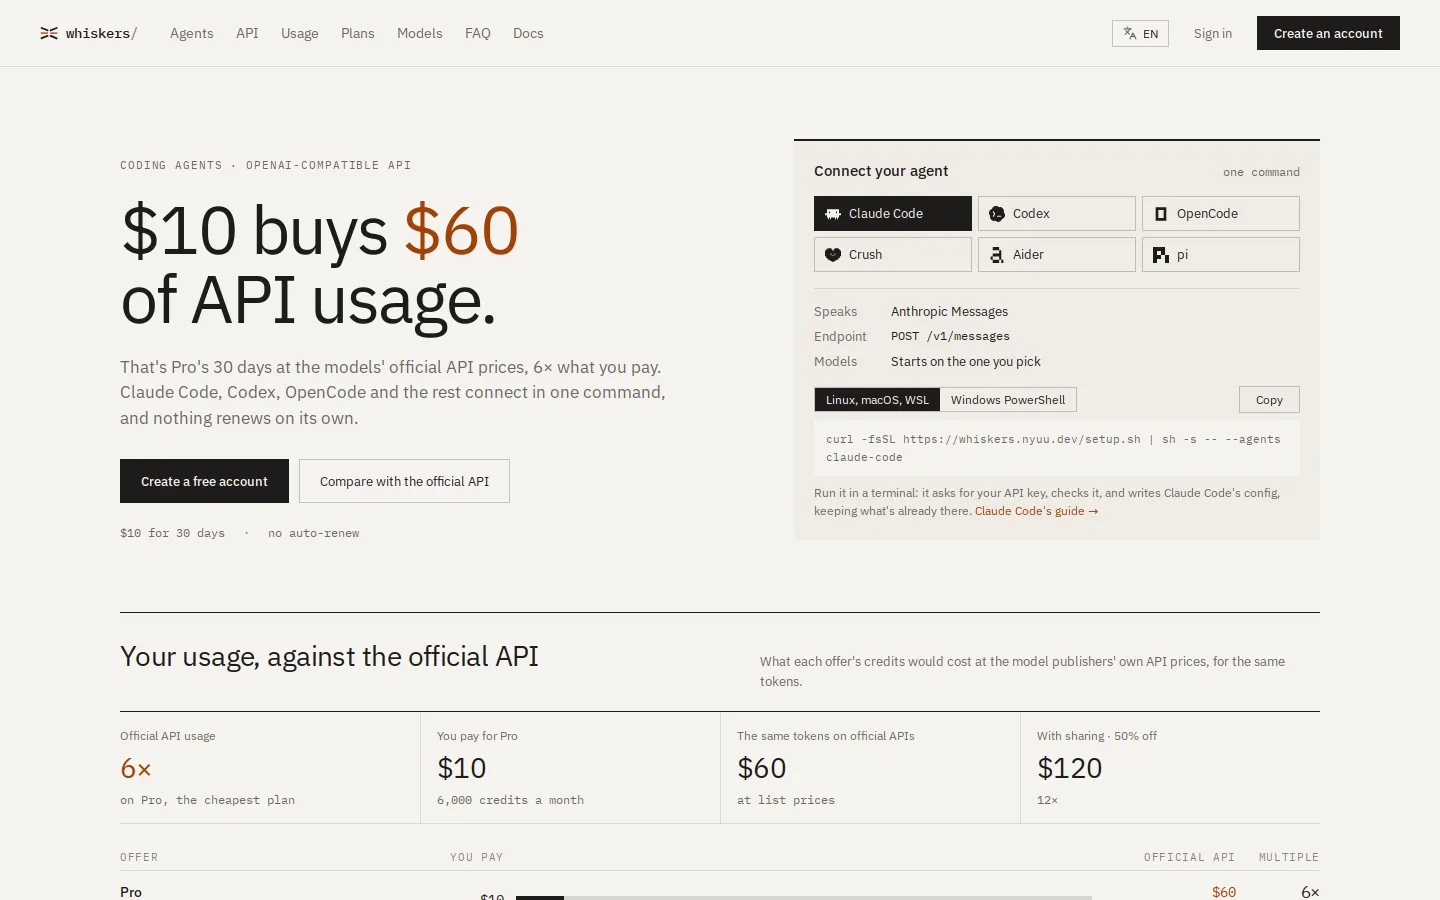 whiskers/
Agents
API
Usage
Plans
Models
FAQ
Docs
EN
Sign in
Create an account
CODING AGENTS · OPENAI-COMPATIBLE API
$10 buys $60
of API usage.
That's Pro's 30 days at the models' official API prices, 6× what you pay.
Claude Code, Codex, OpenCode and the rest connect in one command,
and nothing renews on its own.
Create a free account
Compare with the official API
$10 for 30 days · no auto-renew
Connect your agent
one command
Claude Code
Codex
OpenCode
Crush
Aider
pi
Speaks Anthropic Messages
Endpoint POST /v1/messages
Models Starts on the one you pick
Linux, macOS, WSL
Windows PowerShell
Copy
curl -fsSL https://whiskers.nyuu.dev/setup.sh | sh -s -- --agents
claude-code
Run it in a terminal: it asks for your API key, checks it, and writes Claude Code's config,
keeping what's already there. Claude Code's guide →
Your usage, against the official API
What each offer's credits would cost at the model publishers' own API prices, for the same
tokens.
Official API usage
6×
on Pro, the cheapest plan
You pay for Pro
$10
6,000 credits a month
The same tokens on official APIs
$60
at list prices
With sharing · 50% off
$120
12×
OFFER
YOU PAY
OFFICIAL API
MULTIPLE
Pro
$10
$60
6×